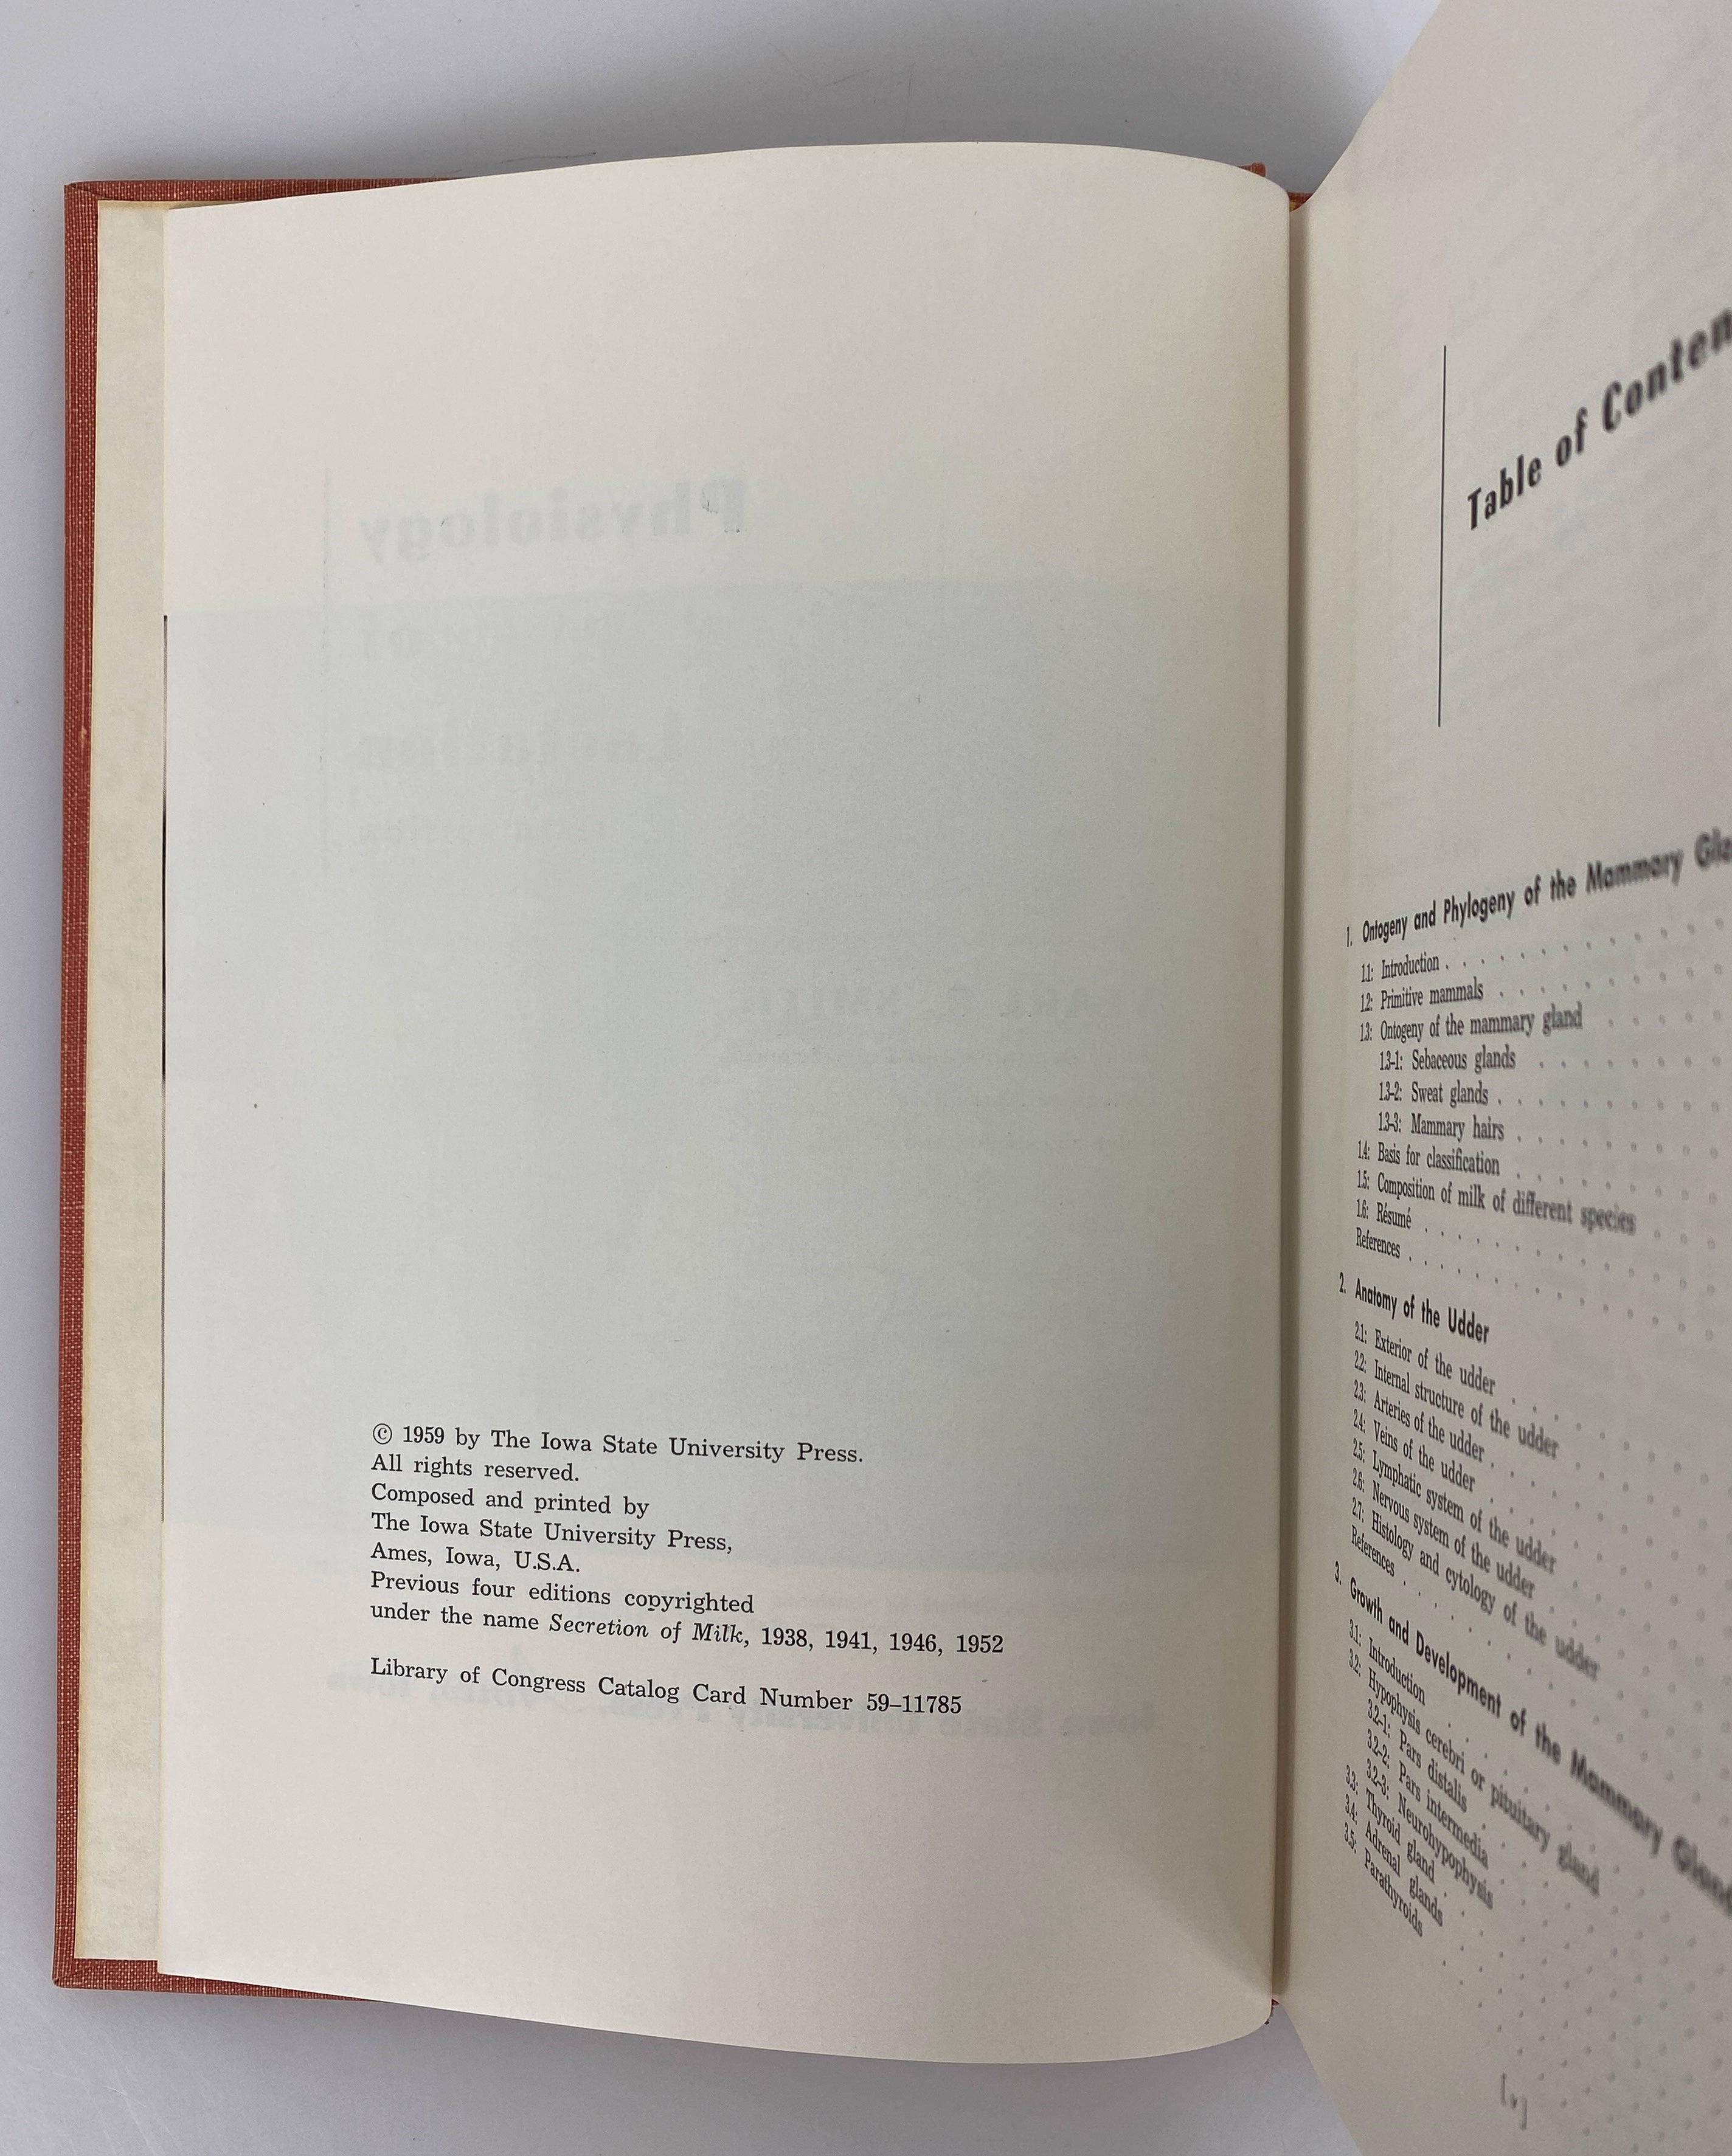 © 1959 by The Iowa State University Press.
All rights reserved.
Composed and printed by
The Iowa State University Press,
Ames, Iowa, U.S.A.
Previous four editions copyrighted
under the name Secretion of Milk, 1938, 1941, 1946, 1952
Library of Congress Catalog Card Number 59–11785
Physiology
of
Lactation
Iowa State University Press, Ames, Iowa
Table of Conten
1. Ontogeny and Phylogeny of the Mammary Gla
1.1: Introduction . . . . . . . . .
1.2: Primitive mammals . . . . . . . .
1.3: Ontogeny of the mammary gland . . . . .
1.3–1: Sebaceous glands . . . . . . . .
1.3–2: Sweat glands . . . . . . . .
1.3–3: Mammary hairs . . . . . . . .
1.4: Basis for classification . . . . . . . .
1.5: Composition of milk of different species . . .
1.6: Résumé . . . . . . . . . .
References . . . . . . . . . . .
2. Anatomy of the Udder
2.1: Exterior of the udder . . . . .
2.2: Internal structure of the udder . . .
2.3: Arteries of the udder . . . . .
2.4: Veins of the udder . . . . .
2.5: Lymphatic system of the udder . . .
2.6: Nervous system of the udder . . .
2.7: Histology and cytology of the udder
References . . . . .
3. Growth and Development of the Mammary Gland
3.1: Introduction . . . . .
3.2: Hypophysis cerebri or pituitary gland
3.2–1: Pars distalis . . . .
3.2–2: Pars intermedia . . . .
3.2–3: Neurohypophysis . . . .
3.3: Thyroid gland . . . .
3.4: Adrenal glands . . . .
3.5: Parathyroids . . . .
[v]